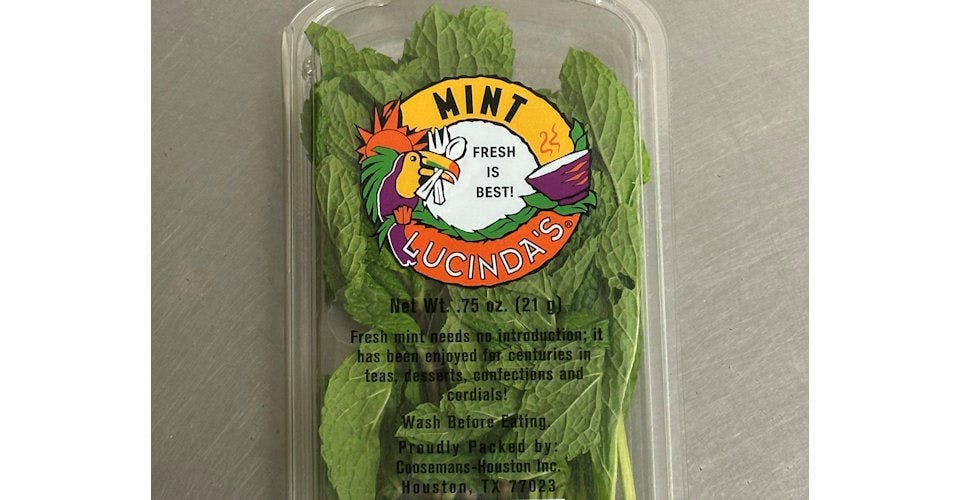 MINT
FRESH
IS
BEST!
LUCINDA'S®
Net Wt. .75 oz. (21 g)
Fresh mint needs no introduction; it
has been enjoyed for centuries in
teas, desserts, confections and
cordials!
Wash Before Eating.
Proudly Packed by:
Coosemans-Houston Inc.
Houston, TX 77023